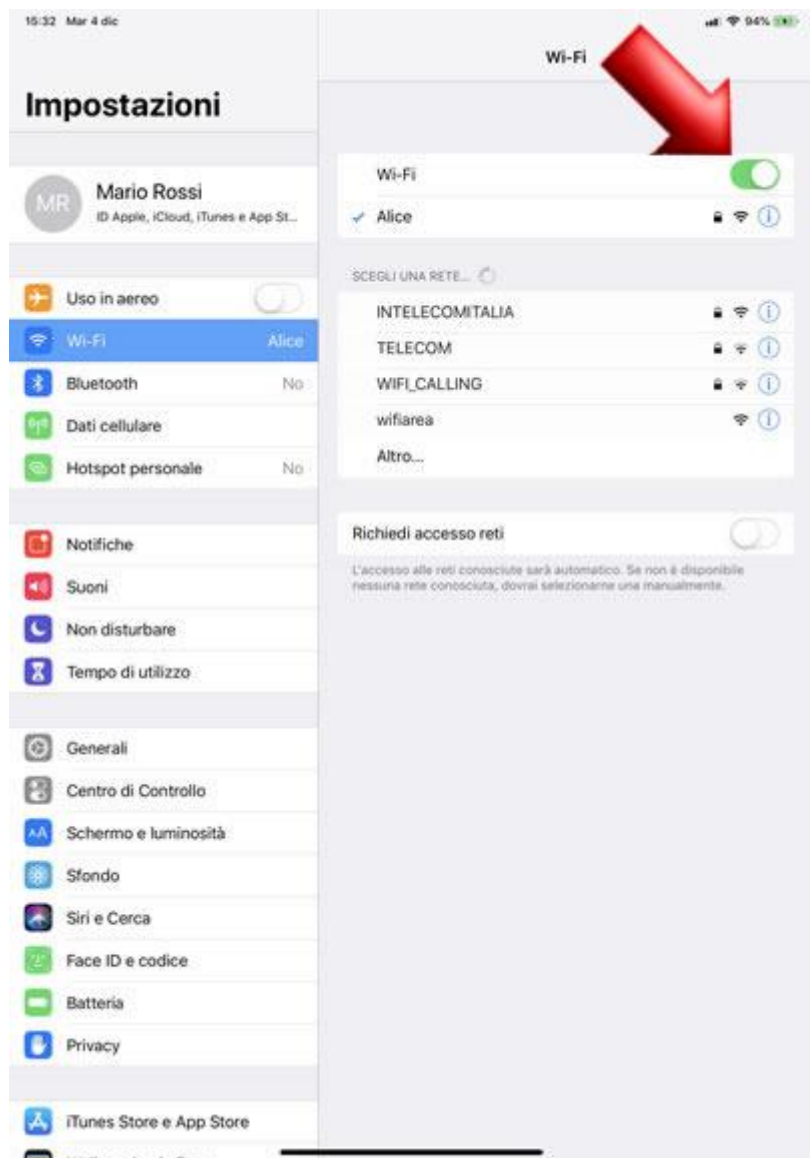 15:32 Mar 4 dic
94%
Wi-Fi
Impostazioni
MR
Mario Rossi
ID Apple, iCloud, iTunes e App St...
Uso in aereo
Wi-Fi Alice
Bluetooth No
Dati cellulare
Hotspot personale No
Notifiche
Suoni
Non disturbare
Tempo di utilizzo
Generali
Centro di Controllo
AA Schermo e luminosità
Sfondo
Siri e Cerca
Face ID e codice
Batteria
Privacy
iTunes Store e App Store
Wi-Fi
Alice
SCEGLI UNA RETE...
INTELECOMITALIA
TELECOM
WIFI_CALLING
wifiarea
Altro...
Richiedi accesso reti
L'accesso alle reti conosciute sarà automatico. Se non è disponibile
nessuna rete conosciuta, dovrai selezionarne una manualmente.